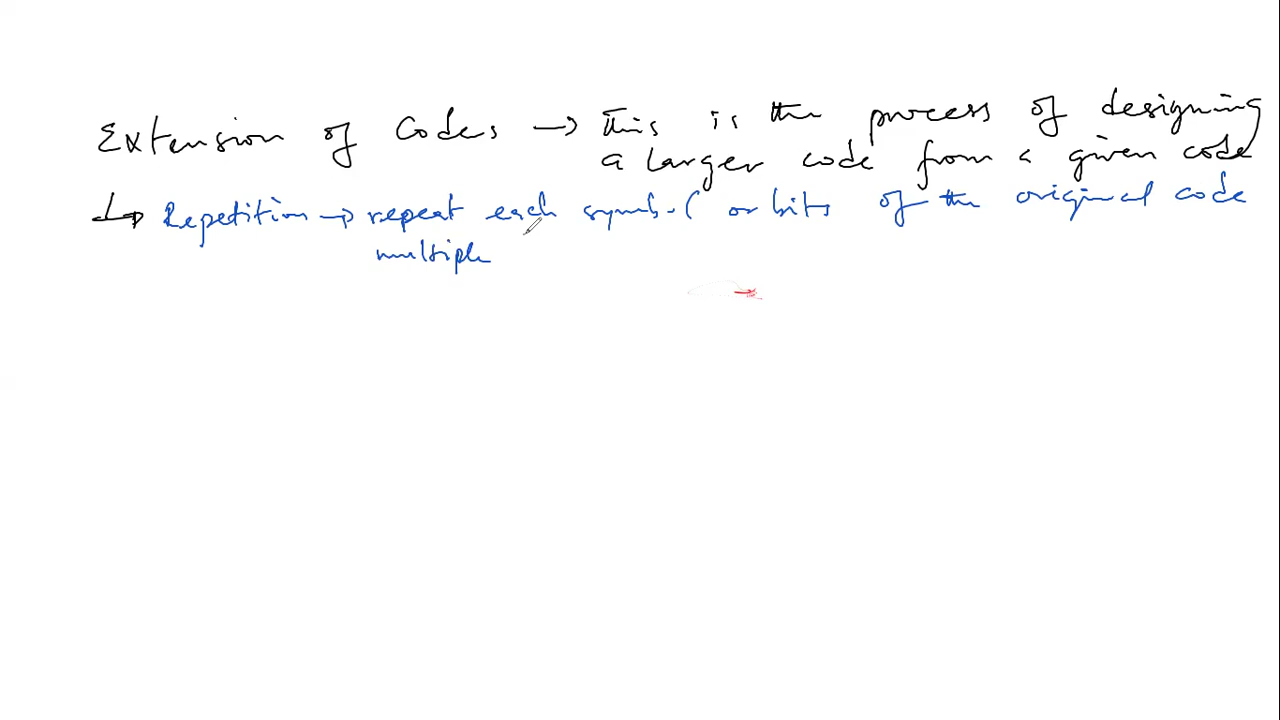 Extension of Codes → This is the process of designing
a larger code from a given code
↳ Repetition → repeat each symbol or bits of the original code
multiple